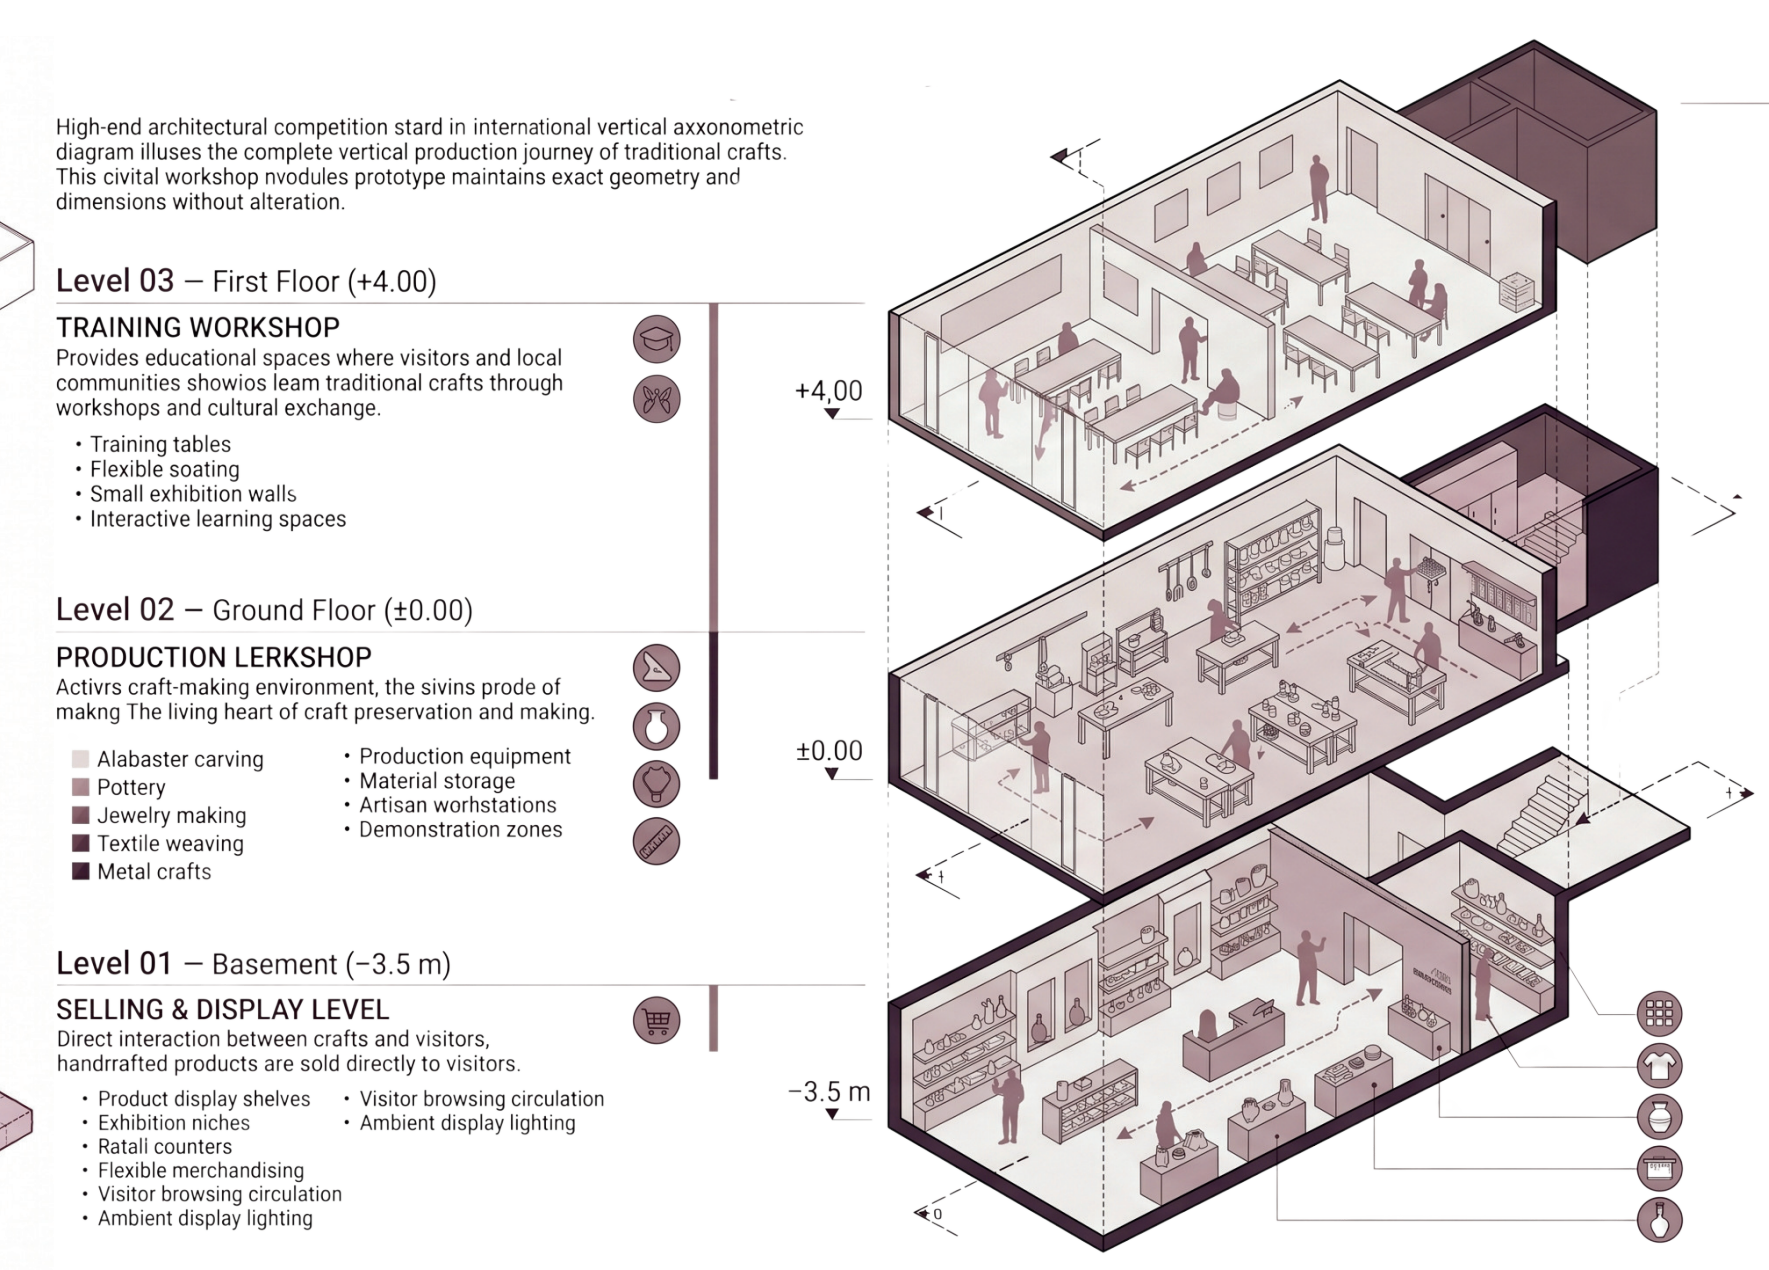 High-end architectural competition stard in international vertical axxonometric
diagram illuses the complete vertical production journey of traditional crafts.
This civital workshop nvodules prototype maintains exact geometry and
dimensions without alteration.
Level 03 – First Floor (+4.00)
TRAINING WORKSHOP
Provides educational spaces where visitors and local
communities showios leam traditional crafts through
workshops and cultural exchange.
• Training tables
• Flexible soating
• Small exhibition walls
• Interactive learning spaces
+4,00
Level 02 – Ground Floor (±0.00)
PRODUCTION LERKSHOP
Activrs craft-making environment, the sivins prode of
makng The living heart of craft preservation and making.
Alabaster carving
Pottery
Jewelry making
Textile weaving
Metal crafts
• Production equipment
• Material storage
• Artisan worhstations
• Demonstration zones
±0.00
Level 01 – Basement (−3.5 m)
SELLING & DISPLAY LEVEL
Direct interaction between crafts and visitors,
handrrafted products are sold directly to visitors.
• Product display shelves
• Exhibition niches
• Ratall counters
• Flexible merchandising
• Visitor browsing circulation
• Ambient display lighting
• Visitor browsing circulation
• Ambient display lighting
−3.5 m